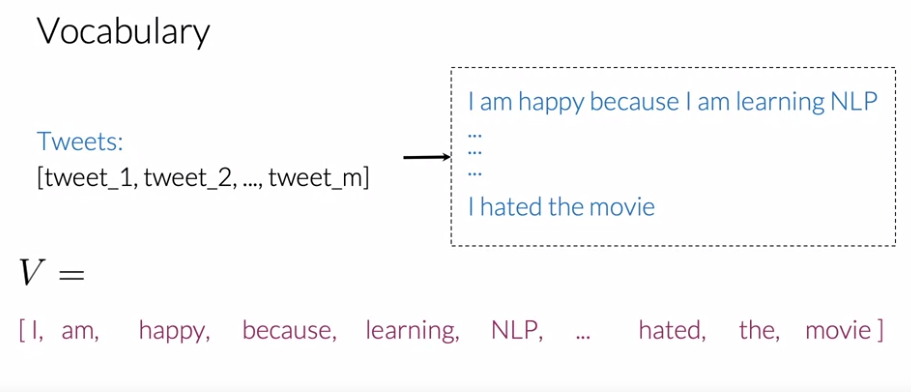 Vocabulary
Tweets:
[tweet_1, tweet_2, ..., tweet_m]
I am happy because I am learning NLP
...
...
...
I hated the movie
V =
[ I, am, happy, because, learning, NLP, ... hated, the, movie ]